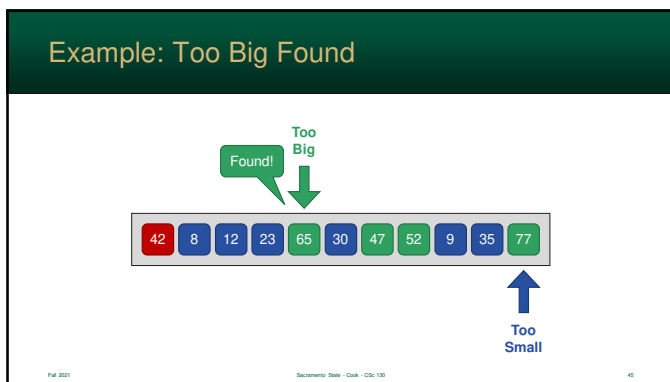 Example: Too Big Found
Too
Big
Found!
42 8 12 23 65 30 47 52 9 35 77
Too
Small
Fall 2021
Sacramento State - Cook - CSc 130
45